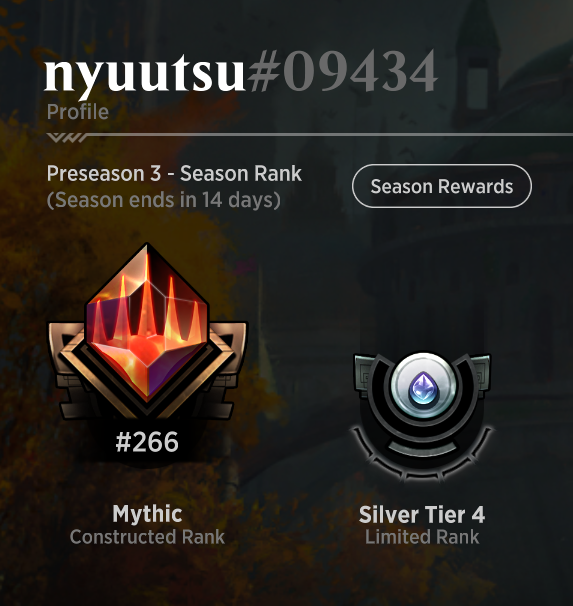 nyuutsu#09434
Profile
Preseason 3 - Season Rank
(Season ends in 14 days)
Season Rewards
#266
Mythic
Constructed Rank
Silver Tier 4
Limited Rank